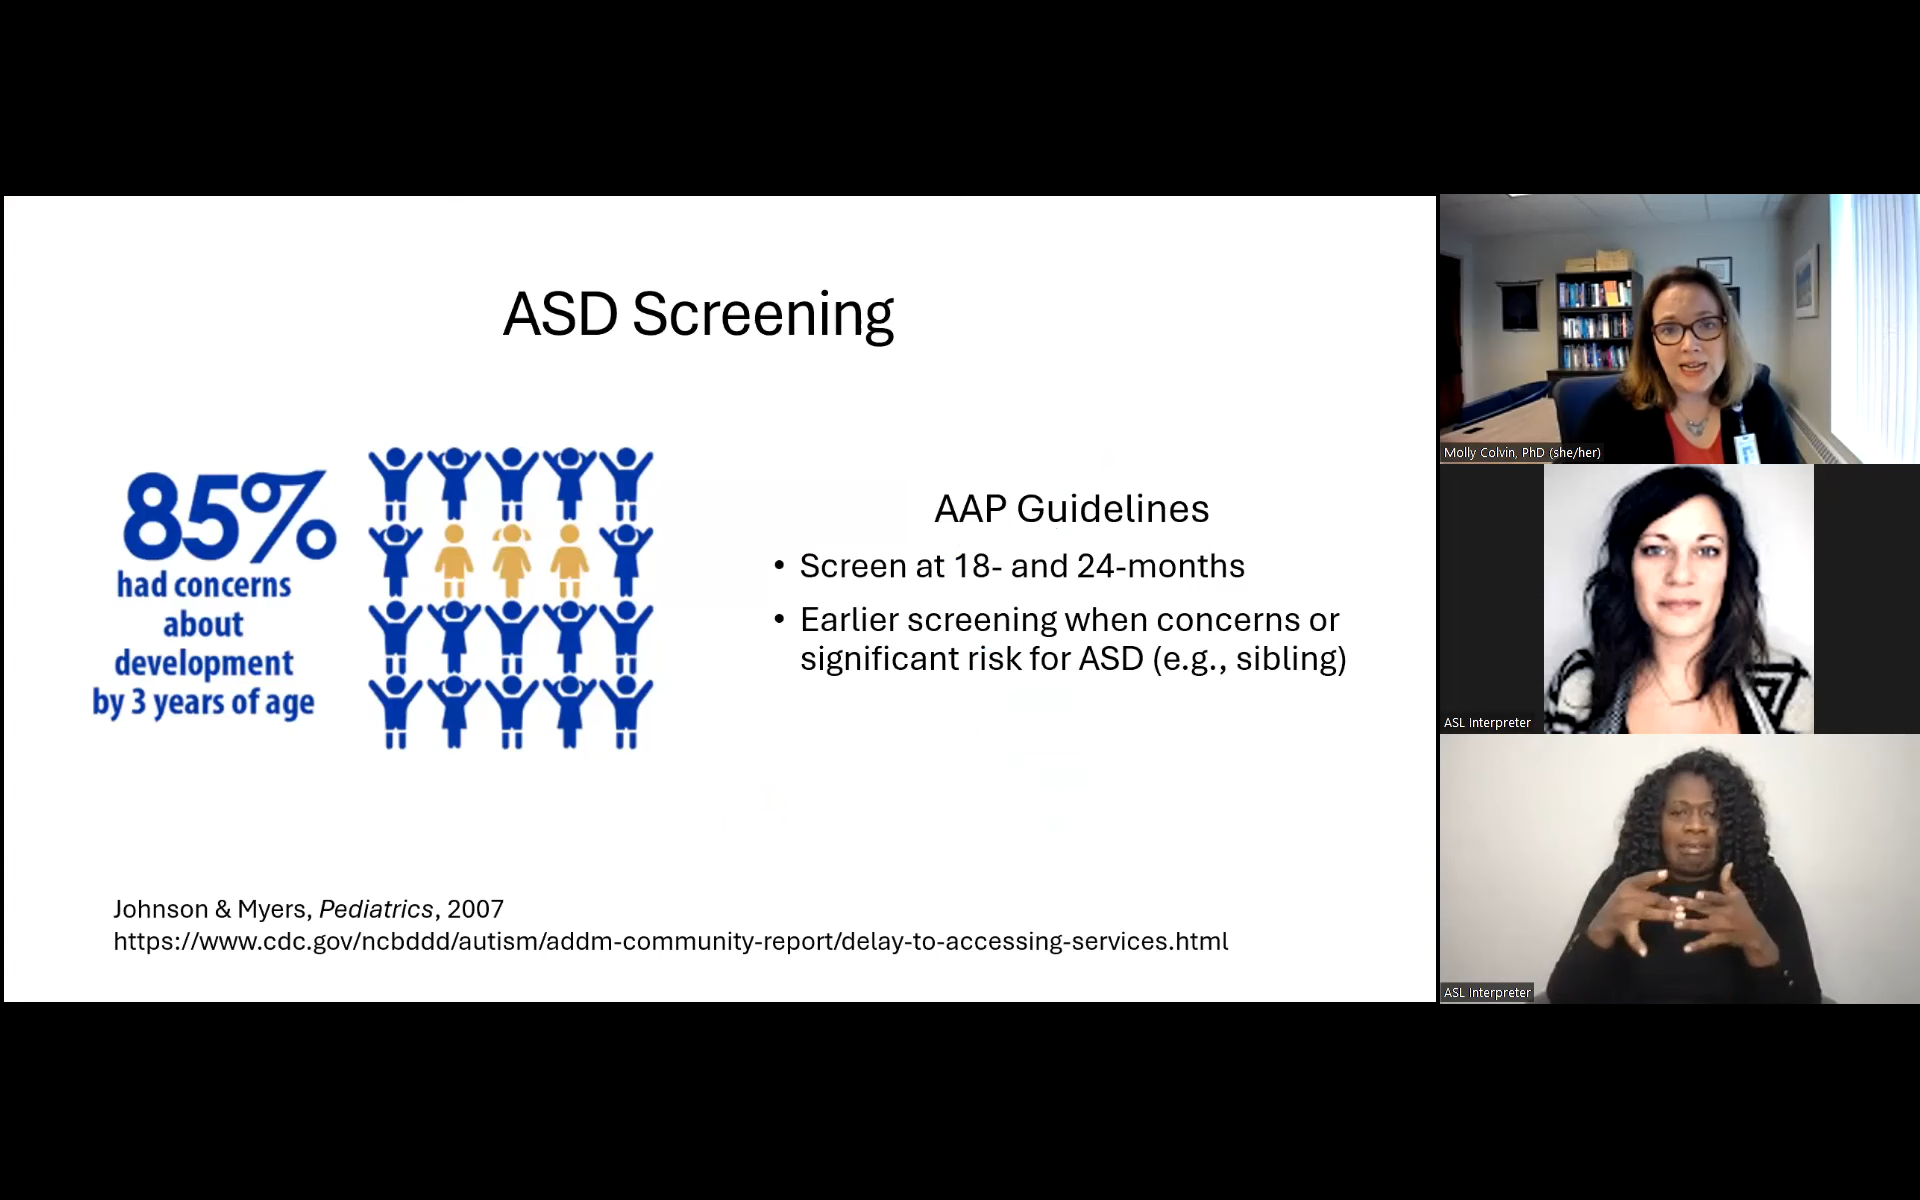 ASD Screening
85%
had concerns
about
development
by 3 years of age
AAP Guidelines
• Screen at 18- and 24-months
• Earlier screening when concerns or
significant risk for ASD (e.g., sibling)
Johnson & Myers, Pediatrics, 2007
https://www.cdc.gov/ncbddd/autism/addm-community-report/delay-to-accessing-services.html
Molly Colvin, PhD (she/her)
ASL Interpreter
ASL Interpreter